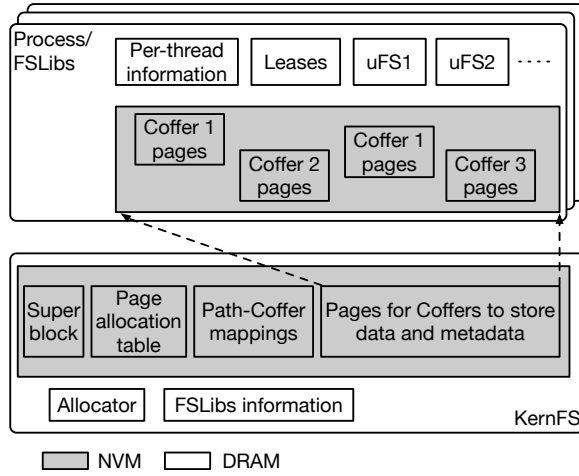 Process/
FSLibs
Per-thread
information
Leases
uFS1
uFS2
....
Coffer 1
pages
Coffer 2
pages
Coffer 1
pages
Coffer 3
pages
Super
block
Page
allocation
table
Path-Coffer
mappings
Pages for Coffers to store
data and metadata
Allocator
FSLibs information
KernFS
NVM
DRAM